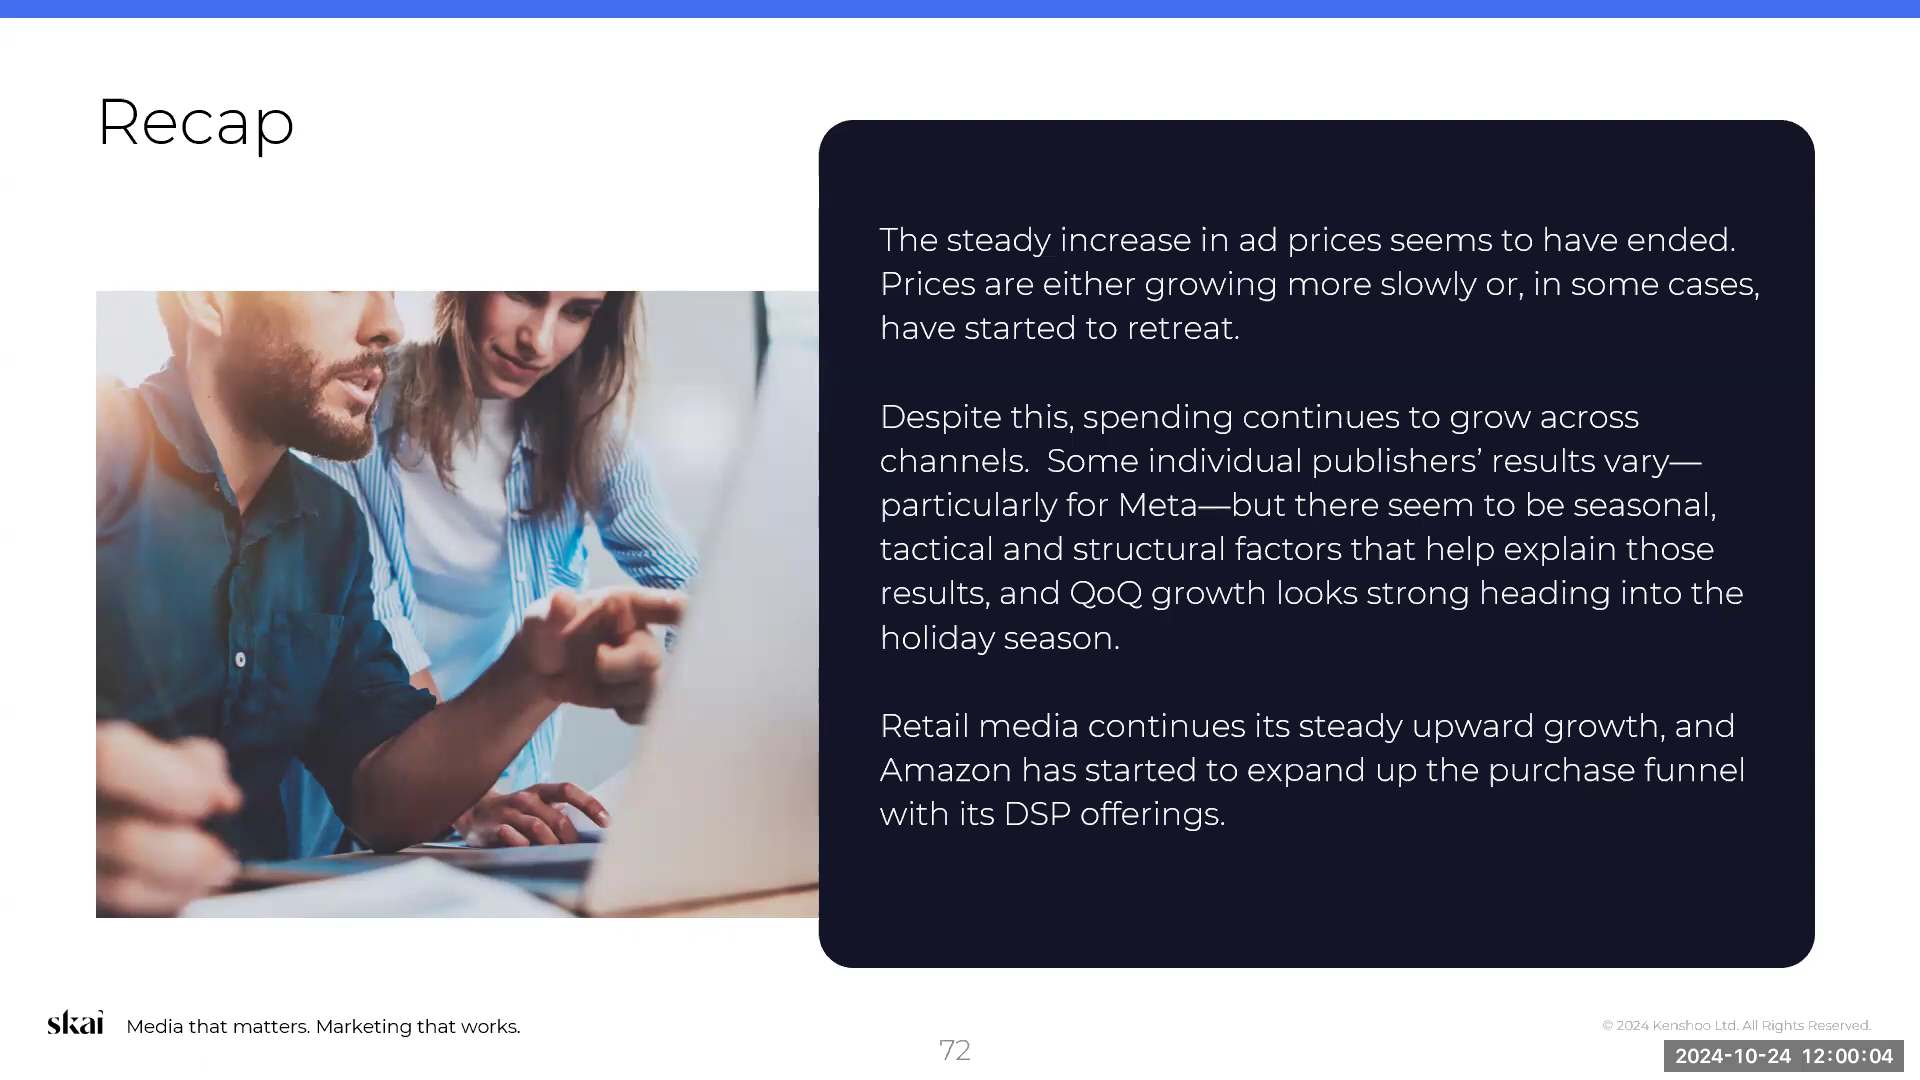 Recap
The steady increase in ad prices seems to have ended.
Prices are either growing more slowly or, in some cases,
have started to retreat.
Despite this, spending continues to grow across
channels.  Some individual publishers’ results vary—
particularly for Meta—but there seem to be seasonal,
tactical and structural factors that help explain those
results, and QoQ growth looks strong heading into the
holiday season.
Retail media continues its steady upward growth, and
Amazon has started to expand up the purchase funnel
with its DSP offerings.
skai Media that matters. Marketing that works.
© 2024 Kenshoo Ltd. All Rights Reserved.
72
2024-10-24 12:00:04